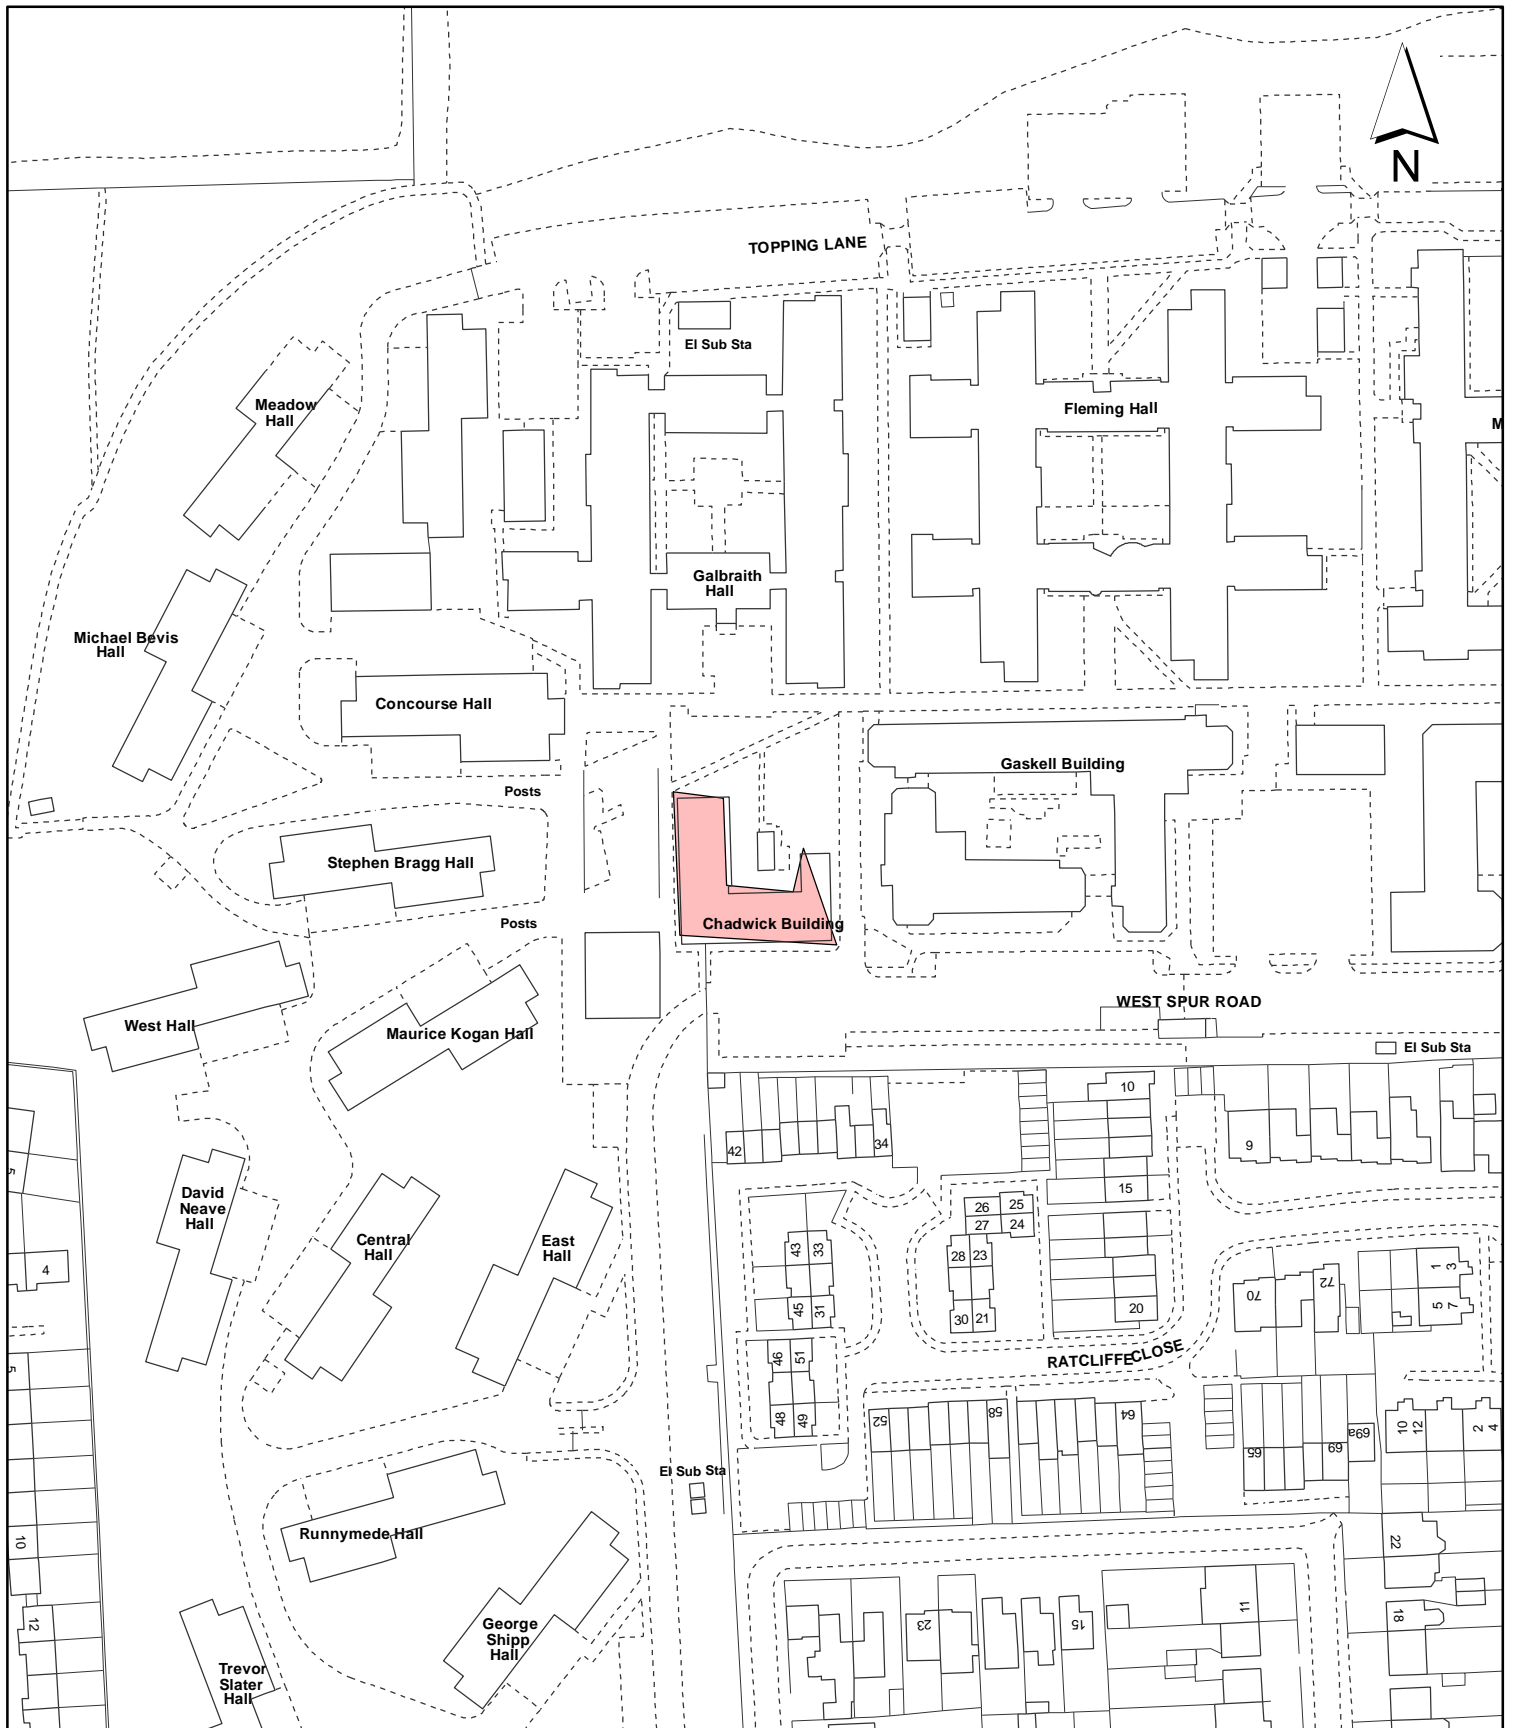 N
TOPPING LANE
El Sub Sta
Meadow
Hall
Fleming Hall
M
Galbraith
Hall
Michael Bevis
Hall
Concourse Hall
Gaskell Building
Posts
Stephen Bragg Hall
Posts
Chadwick Building
WEST SPUR ROAD
West Hall
Maurice Kogan Hall
El Sub Sta
10
42
34
9
5
15
David
Neave
Hall
26
25
27
24
Central
Hall
East
Hall
43
33
28
23
4
1
3
70
72
45
31
30
21
20
5
7
RATCLIFFE CLOSE
46
51
5
48
49
52
58
64
65
69
69a
10
12
2
4
El Sub Sta
Runnymede Hall
10
22
12
George
Shipp
Hall
23
15
11
18
Trevor
Slater
Hall